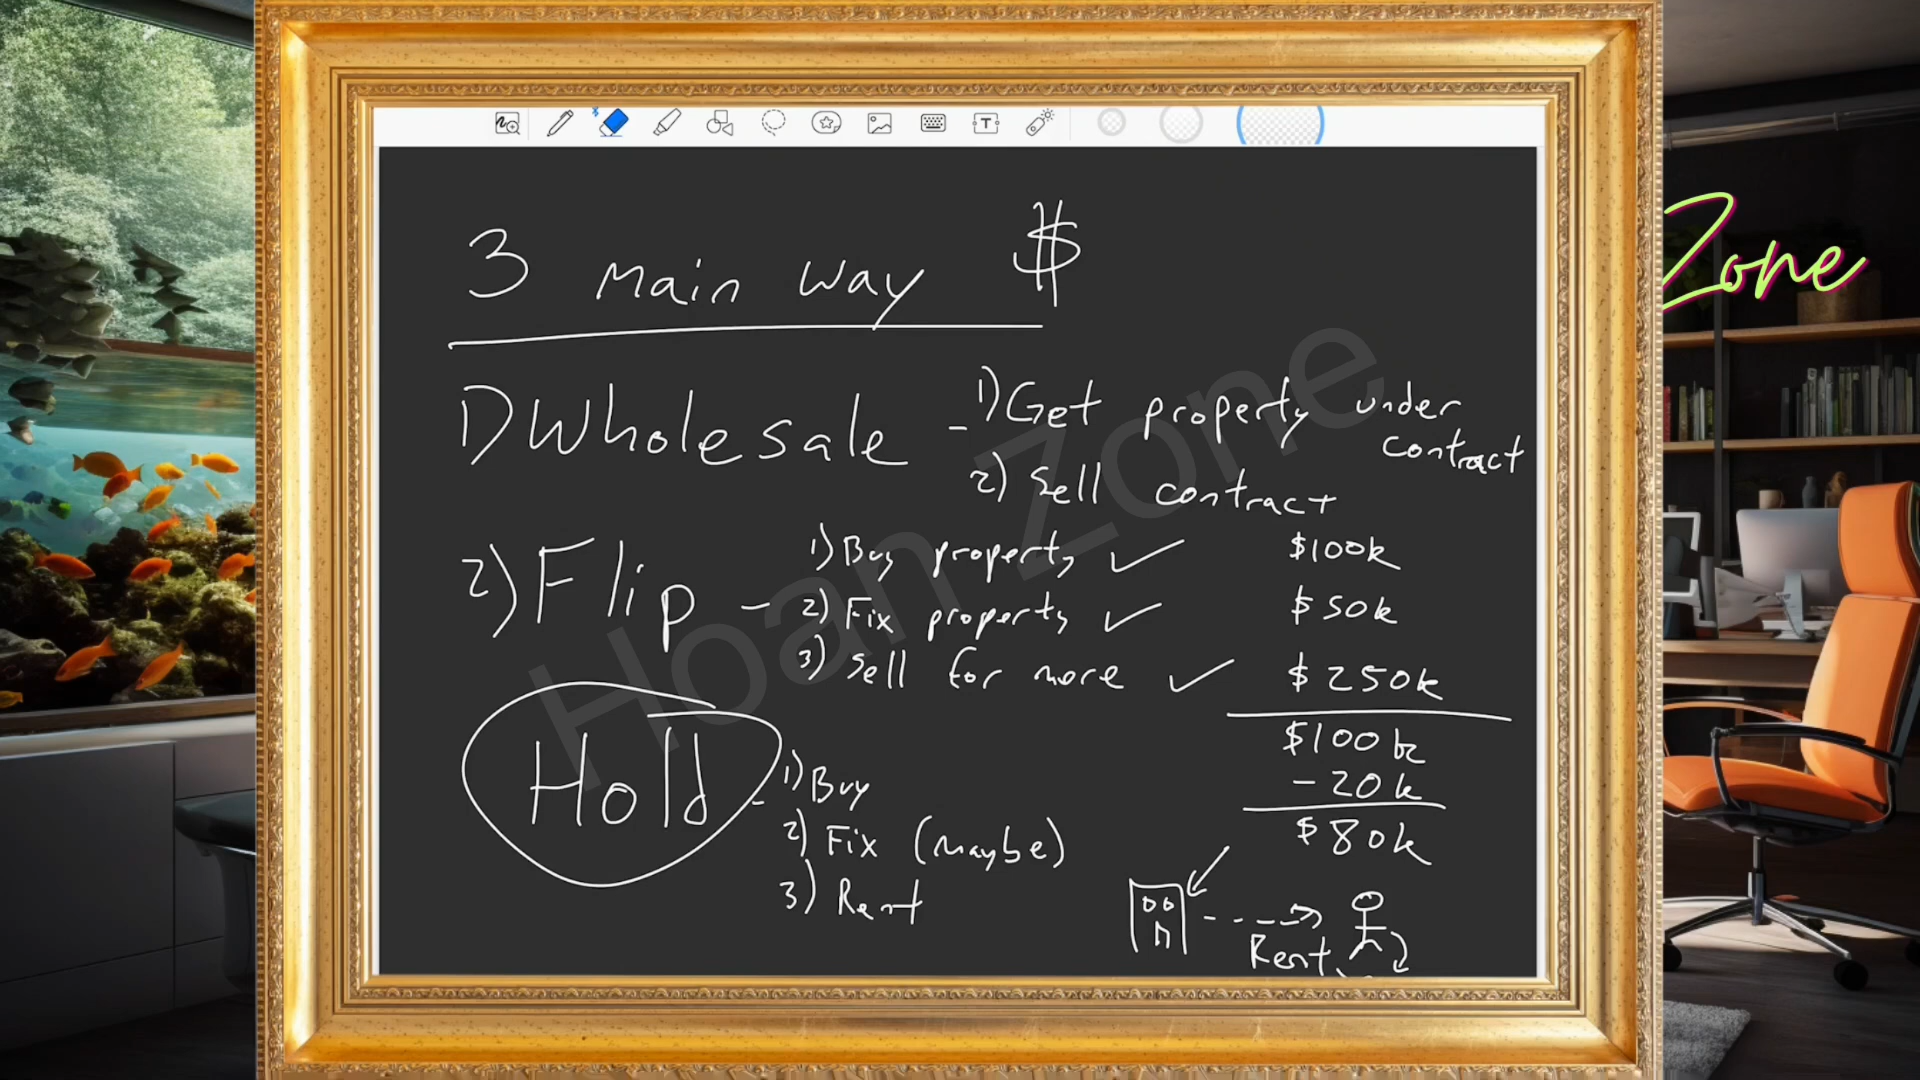 3 Main way $
1) Wholesale - 1) Get property under
contract
2) Sell contract
2) Flip - 1) Buy property ✓ $100k
2) Fix property ✓ $50k
3) Sell for more ✓ $250k
$100k
Hold - 1) Buy
-20k
2) Fix (maybe) $80k
3) Rent
Rent
Hoan Zone
Zone